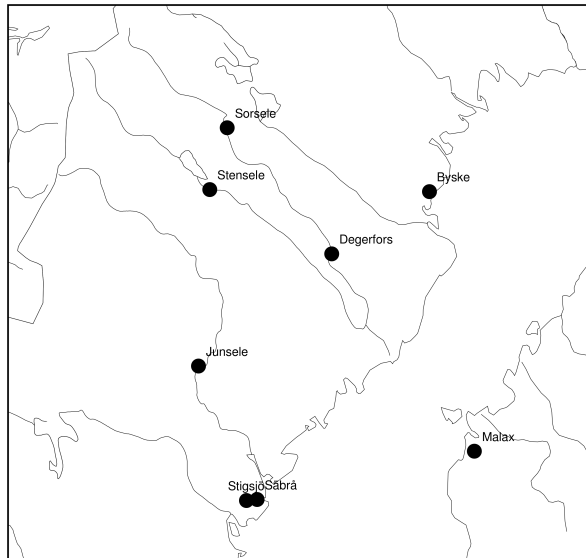 Sorsele
Stensele
Byske
Degerfors
Junsele
Malax
Stigsjö
Säbrå